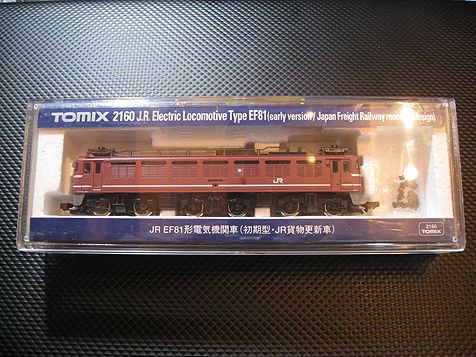 TOMIX 2160 J.R. Electric Locomotive Type EF81 (early version / Japan Freight Railway renewed design)
JR
JR EF81形電気機関車(初期型・JR貨物更新車)
2160
TOMIX